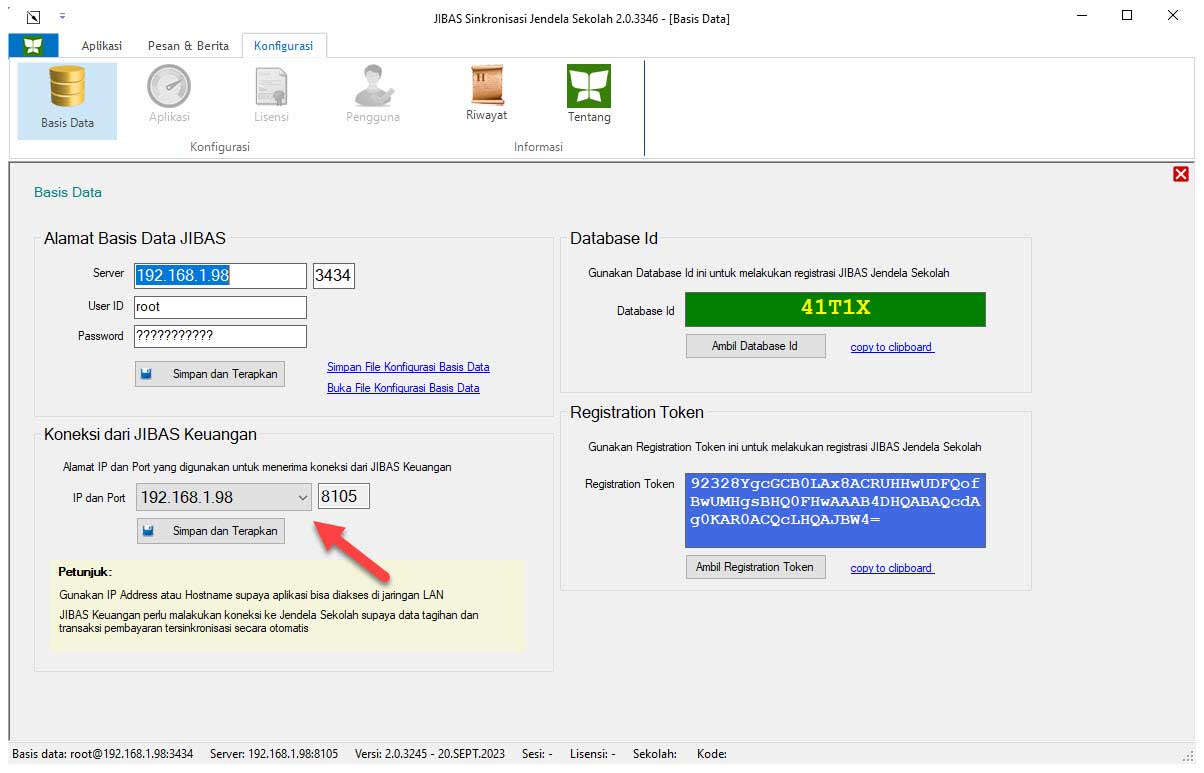 JIBAS Sinkronisasi Jendela Sekolah 2.0.3346 - [Basis Data]
Aplikasi
Pesan & Berita
Konfigurasi
Basis Data
Aplikasi
Lisensi
Pengguna
Riwayat
Tentang
Konfigurasi
Informasi
Basis Data
Alamat Basis Data JIBAS
Server
192.168.1.98
3434
User ID
root
Password
???????????
Simpan dan Terapkan
Simpan File Konfigurasi Basis Data
Buka File Konfigurasi Basis Data
Koneksi dari JIBAS Keuangan
Alamat IP dan Port yang digunakan untuk menerima koneksi dari JIBAS Keuangan
IP dan Port
192.168.1.98
8105
Simpan dan Terapkan
Petunjuk:
Gunakan IP Address atau Hostname supaya aplikasi bisa diakses di jaringan LAN
JIBAS Keuangan perlu malakukan koneksi ke Jendela Sekolah supaya data tagihan dan
transaksi pembayaran tersinkronisasi secara otomatis
Database Id
Gunakan Database Id ini untuk melakukan registrasi JIBAS Jendela Sekolah
Database Id
41T1X
Ambil Database Id
copy to clipboard
Registration Token
Gunakan Registration Token ini untuk melakukan registrasi JIBAS Jendela Sekolah
Registration Token
92328YgcGCB0LAx8ACRUHHwUDFQof
BwUMHgsBHQ0FHwAAAB4DHQABAQcdA
g0KAR0ACQcLHQAJBW4=
Ambil Registration Token
copy to clipboard
Basis data: root@192.168.1.98:3434
Server: 192.168.1.98:8105
Versi: 2.0.3245 - 20.SEPT.2023
Sesi: -
Lisensi: -
Sekolah:
Kode: